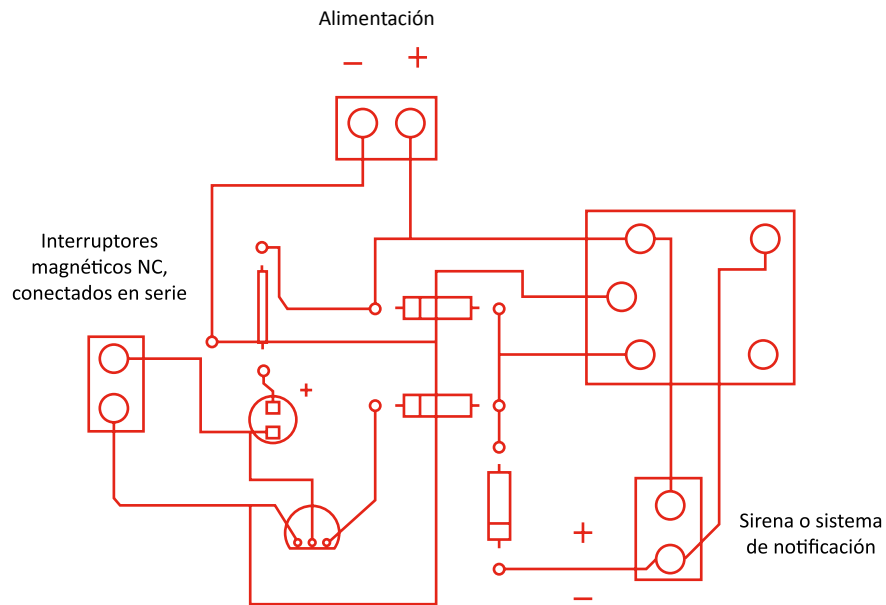 Alimentación
− +
Interruptores
magnéticos NC,
conectados en serie
+
+
−
Sirena o sistema
de notificación